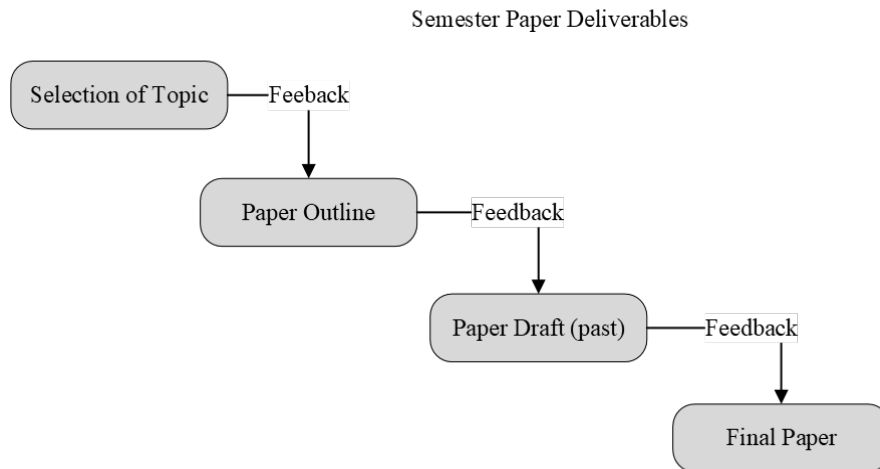 Semester Paper Deliverables
Selection of Topic
Feeback
Paper Outline
Feedback
Paper Draft (past)
Feedback
Final Paper